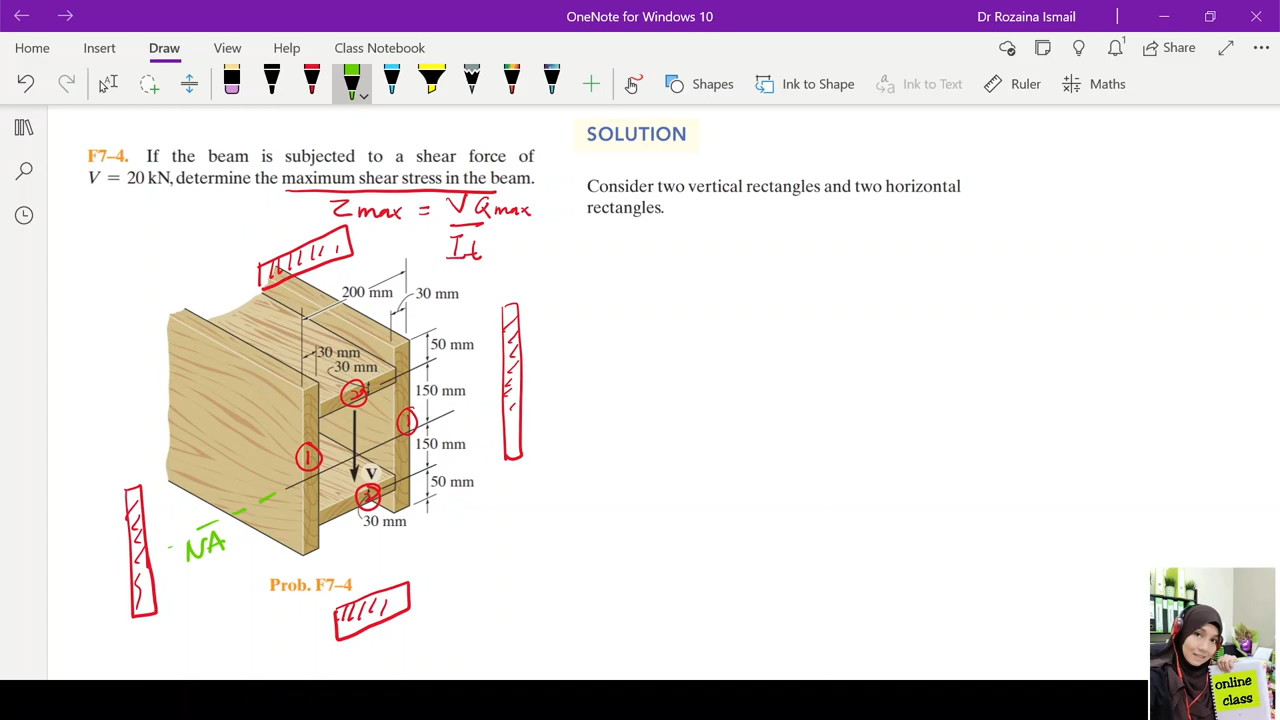 OneNote for Windows 10
Dr Rozaina Ismail
Home Insert Draw View Help Class Notebook
Share
Shapes
Ink to Shape
Ink to Text
Ruler
Maths
F7–4. If the beam is subjected to a shear force of
V = 20 kN, determine the maximum shear stress in the beam.
τmax = VQmax
It
SOLUTION
Consider two vertical rectangles and two horizontal
rectangles.
200 mm
30 mm
50 mm
30 mm
30 mm
150 mm
2
1
150 mm
1
V
50 mm
2
30 mm
NA
Prob. F7–4
online
class